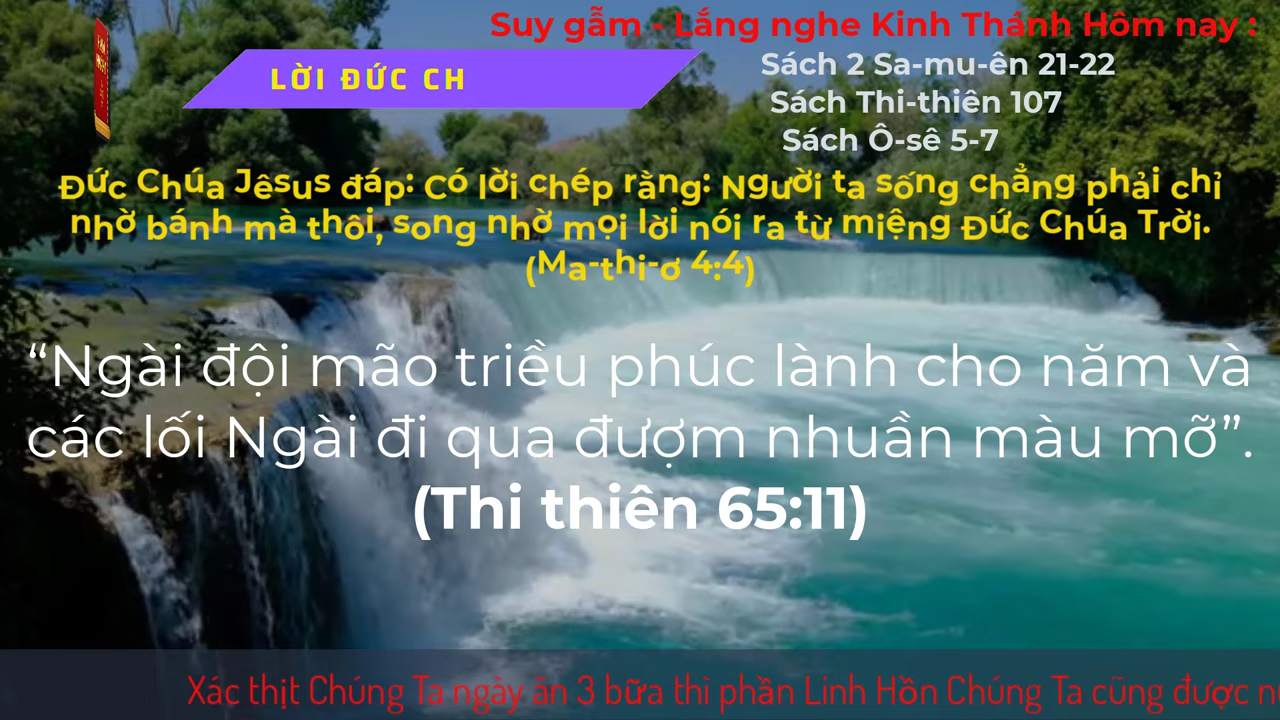 Suy gẫm - Lắng nghe Kinh Thánh Hôm nay :
LỜI ĐỨC CH
Sách 2 Sa-mu-ên 21-22
Sách Thi-thiên 107
Sách Ô-sê 5-7
Đức Chúa Jêsus đáp: Có lời chép rằng: Người ta sống chẳng phải chỉ
nhờ bánh mà thôi, song nhờ mọi lời nói ra từ miệng Đức Chúa Trời.
(Ma-thi-ơ 4:4)
“Ngài đội mão triều phúc lành cho năm và
các lối Ngài đi qua đượm nhuần màu mỡ”.
(Thi thiên 65:11)
Xác thịt Chúng Ta ngày ăn 3 bữa thì phần Linh Hồn Chúng Ta cũng được